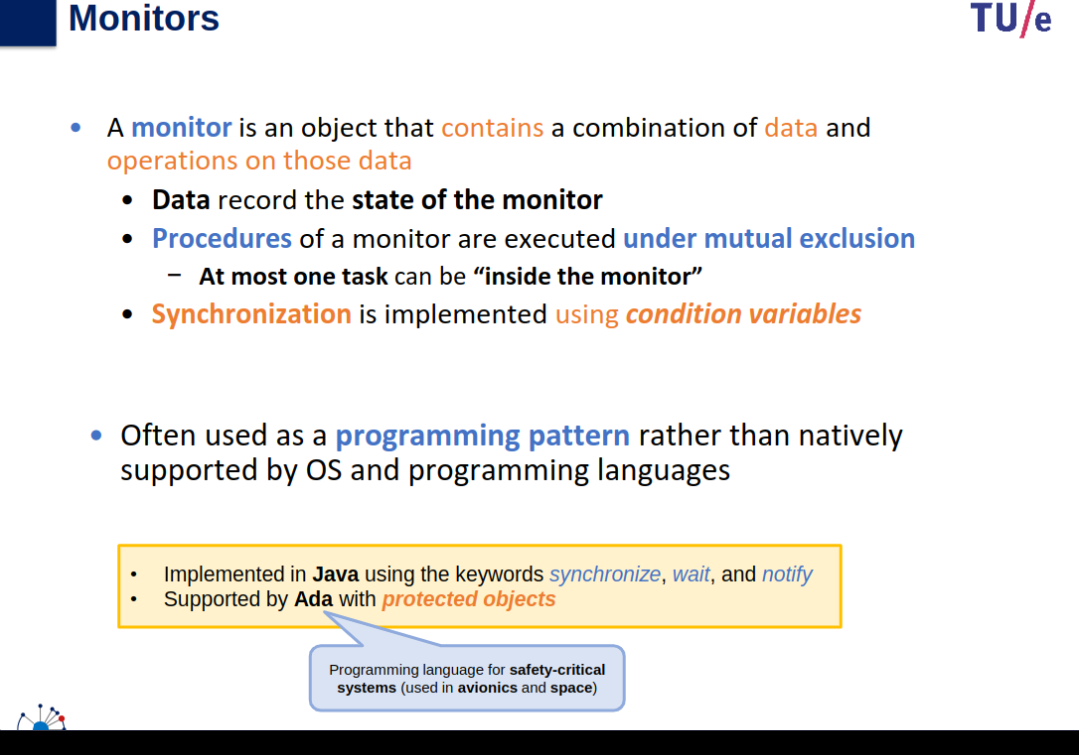 Monitors
TU/e
• A monitor is an object that contains a combination of data and
operations on those data
• Data record the state of the monitor
• Procedures of a monitor are executed under mutual exclusion
– At most one task can be “inside the monitor”
• Synchronization is implemented using condition variables
• Often used as a programming pattern rather than natively
supported by OS and programming languages
• Implemented in Java using the keywords synchronize, wait, and notify
• Supported by Ada with protected objects
Programming language for safety-critical
systems (used in avionics and space)